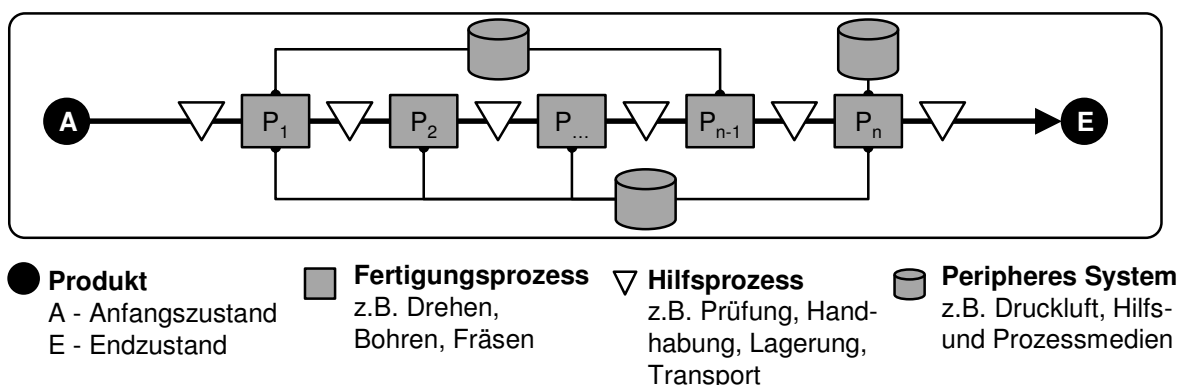 A
P1
P2
P...
Pn-1
Pn
E
Produkt
A - Anfangszustand
E - Endzustand
Fertigungsprozess
z.B. Drehen,
Bohren, Fräsen
Hilfsprozess
z.B. Prüfung, Hand-
habung, Lagerung,
Transport
Peripheres System
z.B. Druckluft, Hilfs-
und Prozessmedien